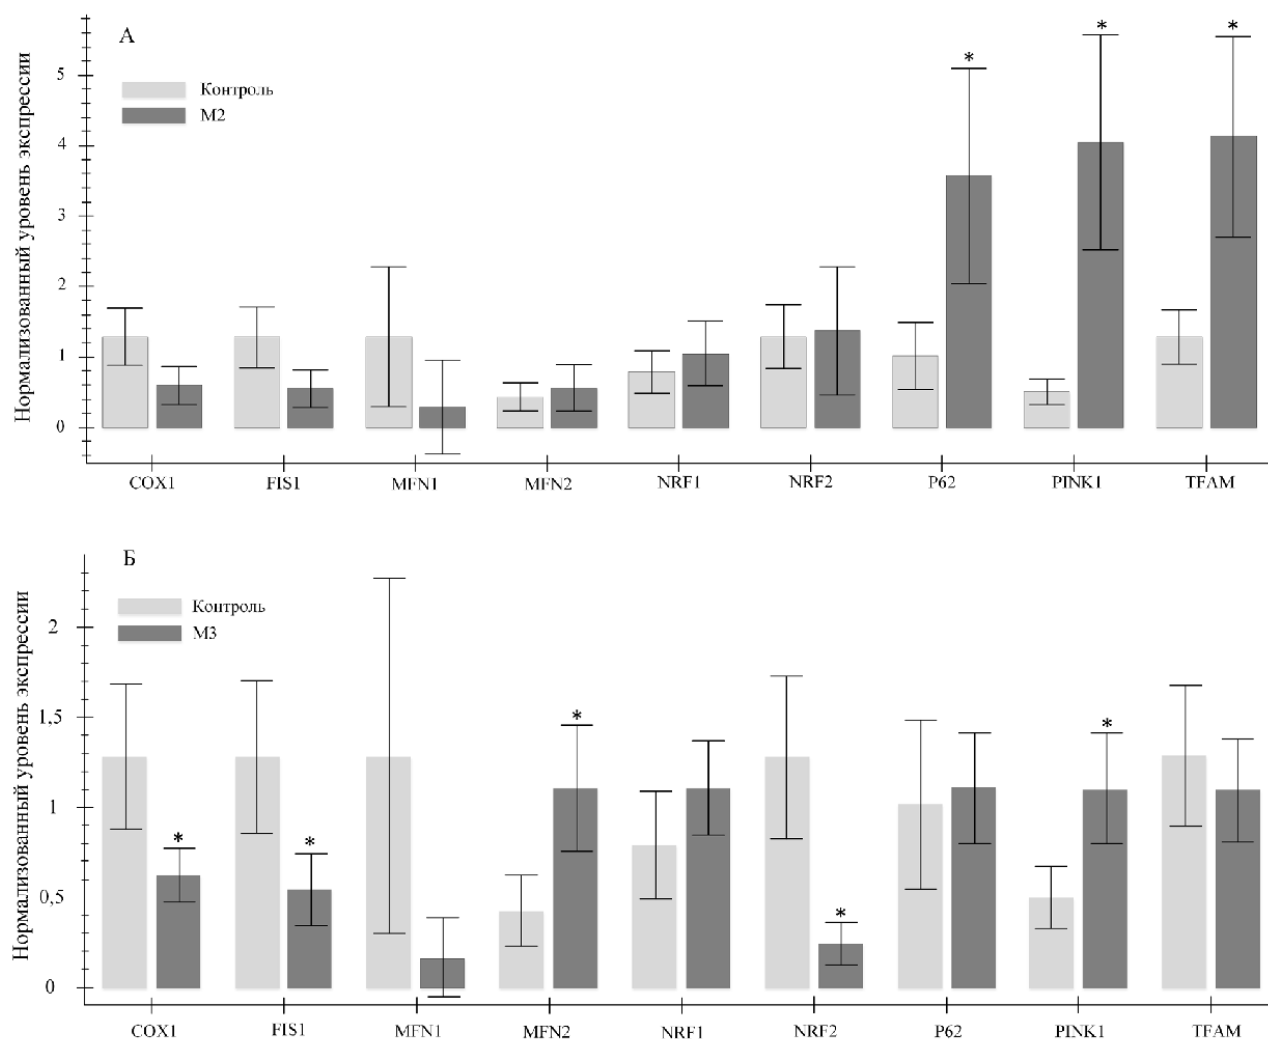 А
Нормализованный уровень экспрессии
Контроль
М2
5
4
3
2
1
0
* * *
COX1 FIS1 MFN1 MFN2 NRF1 NRF2 P62 PINK1 TFAM
Б
Нормализованный уровень экспрессии
Контроль
М3
2
1.5
1
0,5
0
* * * * *
COX1 FIS1 MFN1 MFN2 NRF1 NRF2 P62 PINK1 TFAM